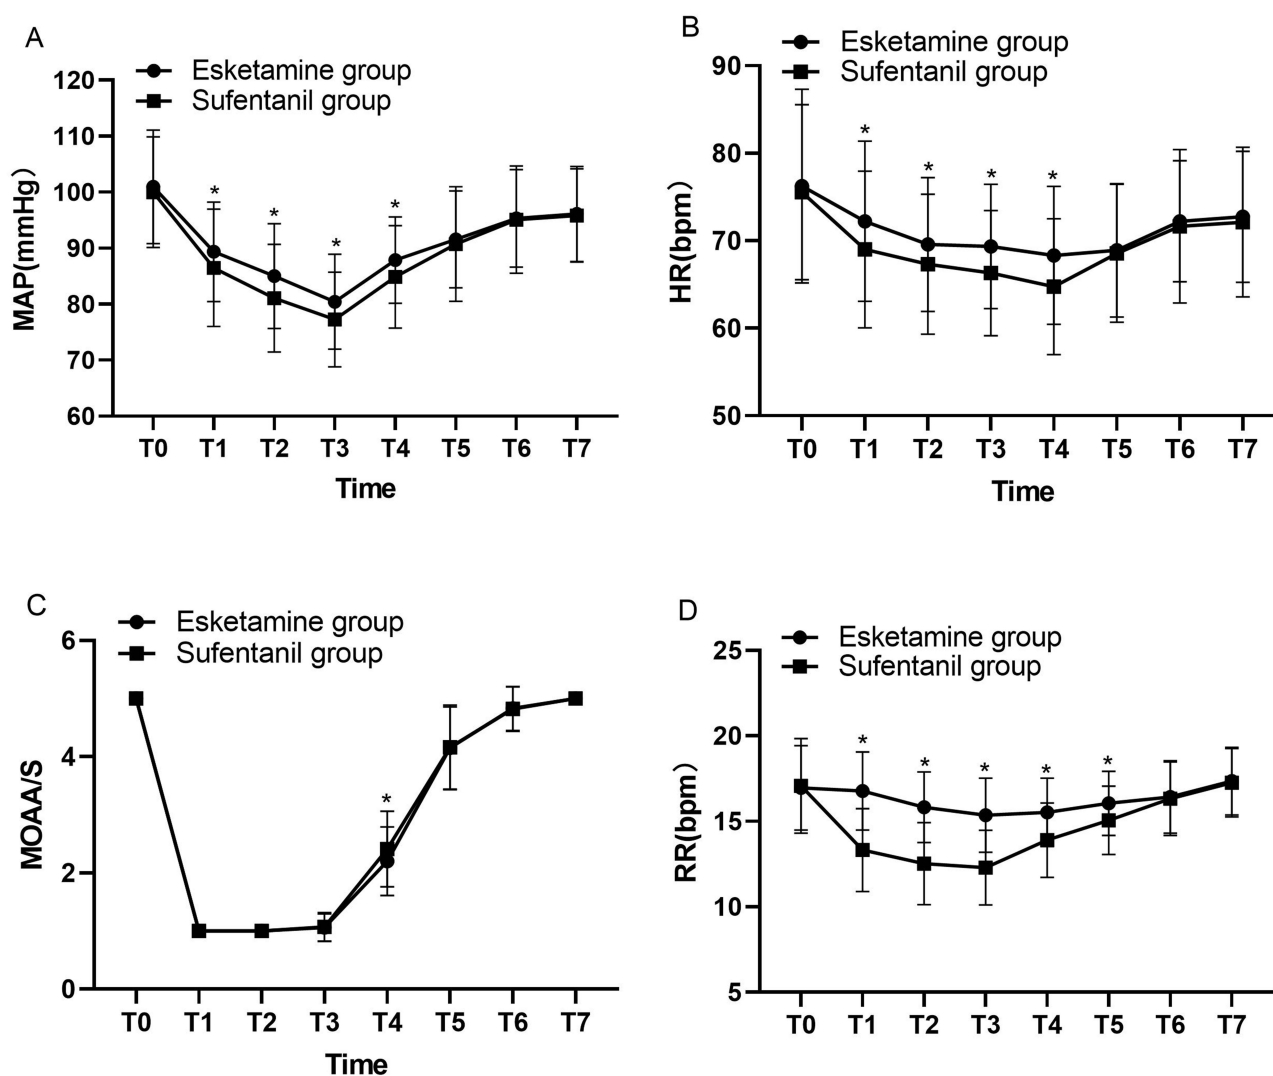 A
Esketamine group
Sufentanil group
MAP(mmHg）
120
110
100
90
80
70
60
* * * *
T0 T1 T2 T3 T4 T5 T6 T7
Time
B
Esketamine group
Sufentanil group
HR(bpm）
90
80
70
60
50
* * * *
T0 T1 T2 T3 T4 T5 T6 T7
Time
C
Esketamine group
Sufentanil group
MOAA/S
6
4
2
0
*
T0 T1 T2 T3 T4 T5 T6 T7
Time
D
Esketamine group
Sufentanil group
RR(bpm）
25
20
15
10
5
* * * * *
T0 T1 T2 T3 T4 T5 T6 T7